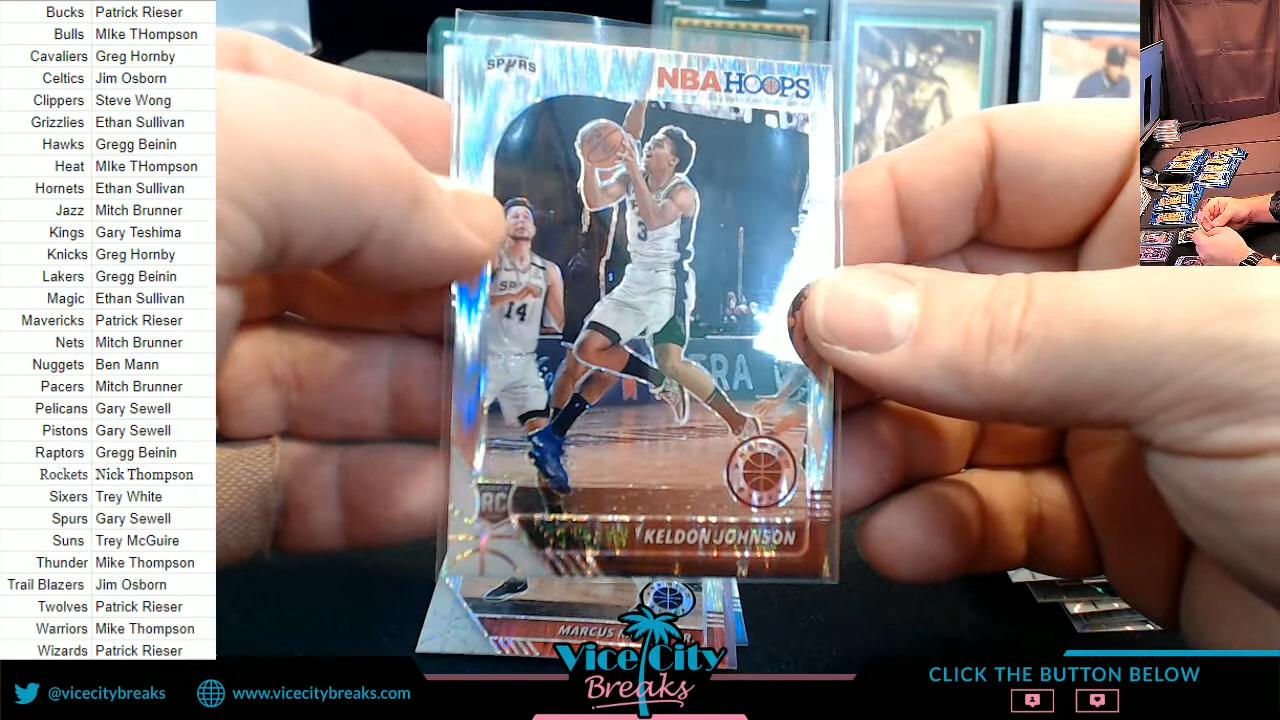 Bucks Patrick Rieser
Bulls MIke THompson
Cavaliers Greg Hornby
Celtics Jim Osborn
Clippers Steve Wong
Grizzlies Ethan Sullivan
Hawks Gregg Beinin
Heat MIke THompson
Hornets Ethan Sullivan
Jazz Mitch Brunner
Kings Gary Teshima
Knicks Greg Hornby
Lakers Gregg Beinin
Magic Ethan Sullivan
Mavericks Patrick Rieser
Nets Mitch Brunner
Nuggets Ben Mann
Pacers Mitch Brunner
Pelicans Gary Sewell
Pistons Gary Sewell
Raptors Gregg Beinin
Rockets Nick Thompson
Sixers Trey White
Spurs Gary Sewell
Suns Trey McGuire
Thunder Mike Thompson
Trail Blazers Jim Osborn
Twolves Patrick Rieser
Warriors Mike Thompson
Wizards Patrick Rieser
SPURS
NBA HOOPS
3
SPURS
14
ERA
RC
KELDON JOHNSON
MARCUS
Vice City
Breaks
@vicecitybreaks
www.vicecitybreaks.com
CLICK THE BUTTON BELOW